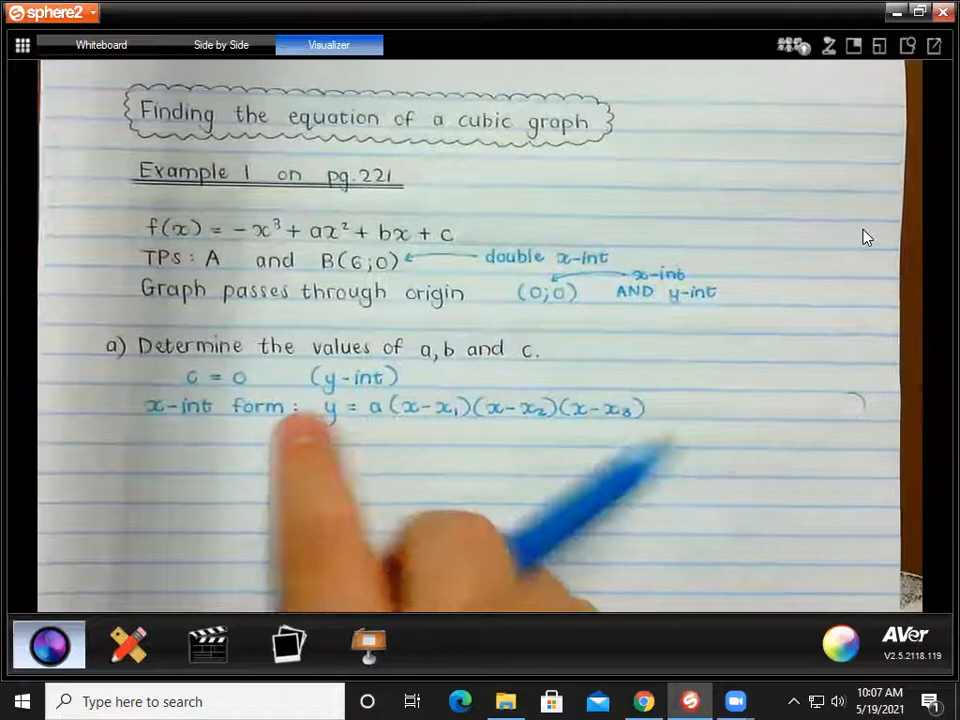 sphere2
Whiteboard
Side by Side
Visualizer
Finding the equation of a cubic graph
Example 1 on pg.221
f(x) = -x³ + ax² + bx + c
TPs: A and B(6;0) double x-int
x-int
Graph passes through origin (0;0) AND y-int
a) Determine the values of a, b and c.
c = 0 (y-int)
x-int form: y = a(x-x₁)(x-x₂)(x-x₃)
AVer
V2.5.2118.119
Type here to search
10:07 AM
5/19/2021
1